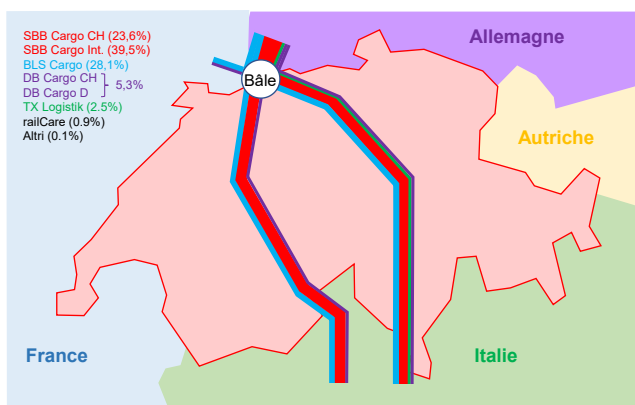 SBB Cargo CH (23,6%)
SBB Cargo Int. (39,5%)
BLS Cargo (28,1%)
DB Cargo CH
DB Cargo D
5,3%
TX Logistik (2.5%)
railCare (0.9%)
Altri (0.1%)
Allemagne
Bâle
Autriche
France
Italie